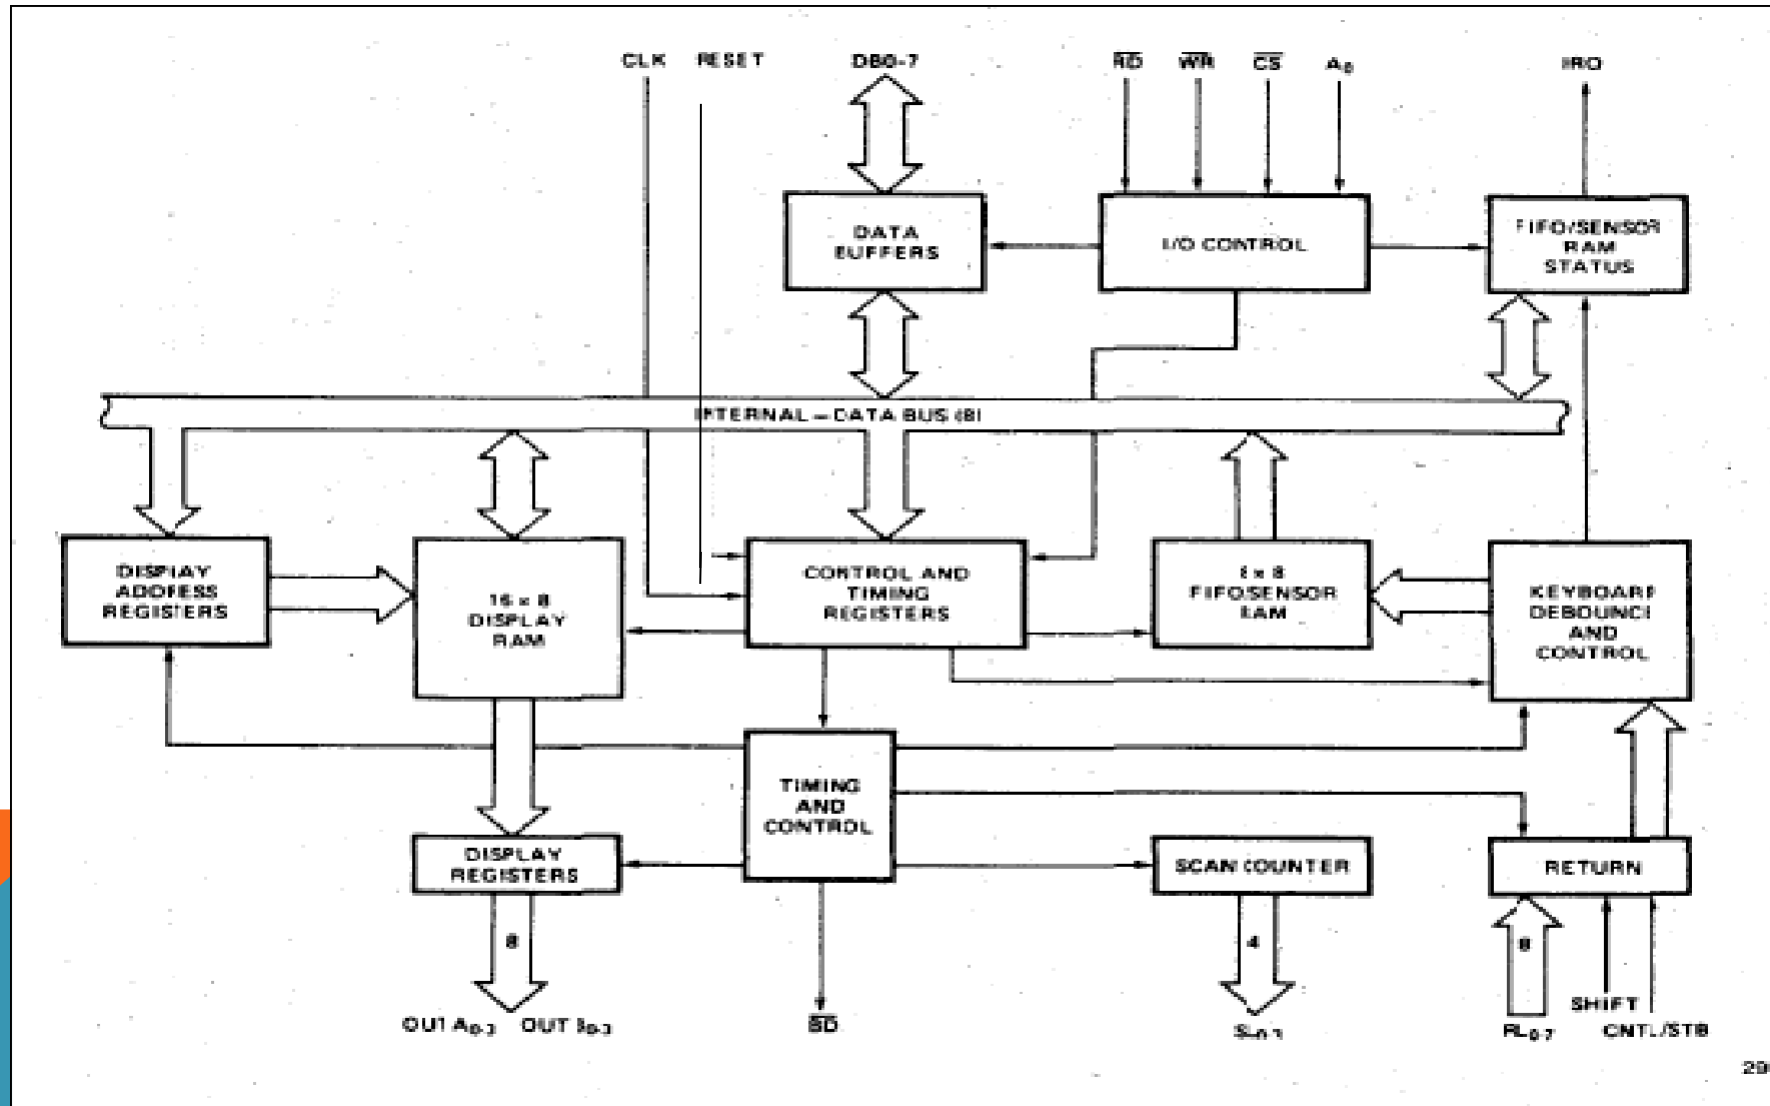 CLK RESET DB0-7 RD WR CS A0 IRQ
DATA
BUFFERS
I/O CONTROL
FIFO/SENSOR
RAM
STATUS
INTERNAL — DATA BUS (8)
DISPLAY
ADDRESS
REGISTERS
16 × 8
DISPLAY
RAM
CONTROL AND
TIMING
REGISTERS
8 × 8
FIFO/SENSOR
RAM
KEYBOARD
DEBOUNCE
AND
CONTROL
TIMING
AND
CONTROL
DISPLAY
REGISTERS
SCAN COUNTER
RETURN
8
4
8
OUT A0-3 OUT B0-3
BD
SL0-3
RL0-7
SHIFT
CNTL/STB
29